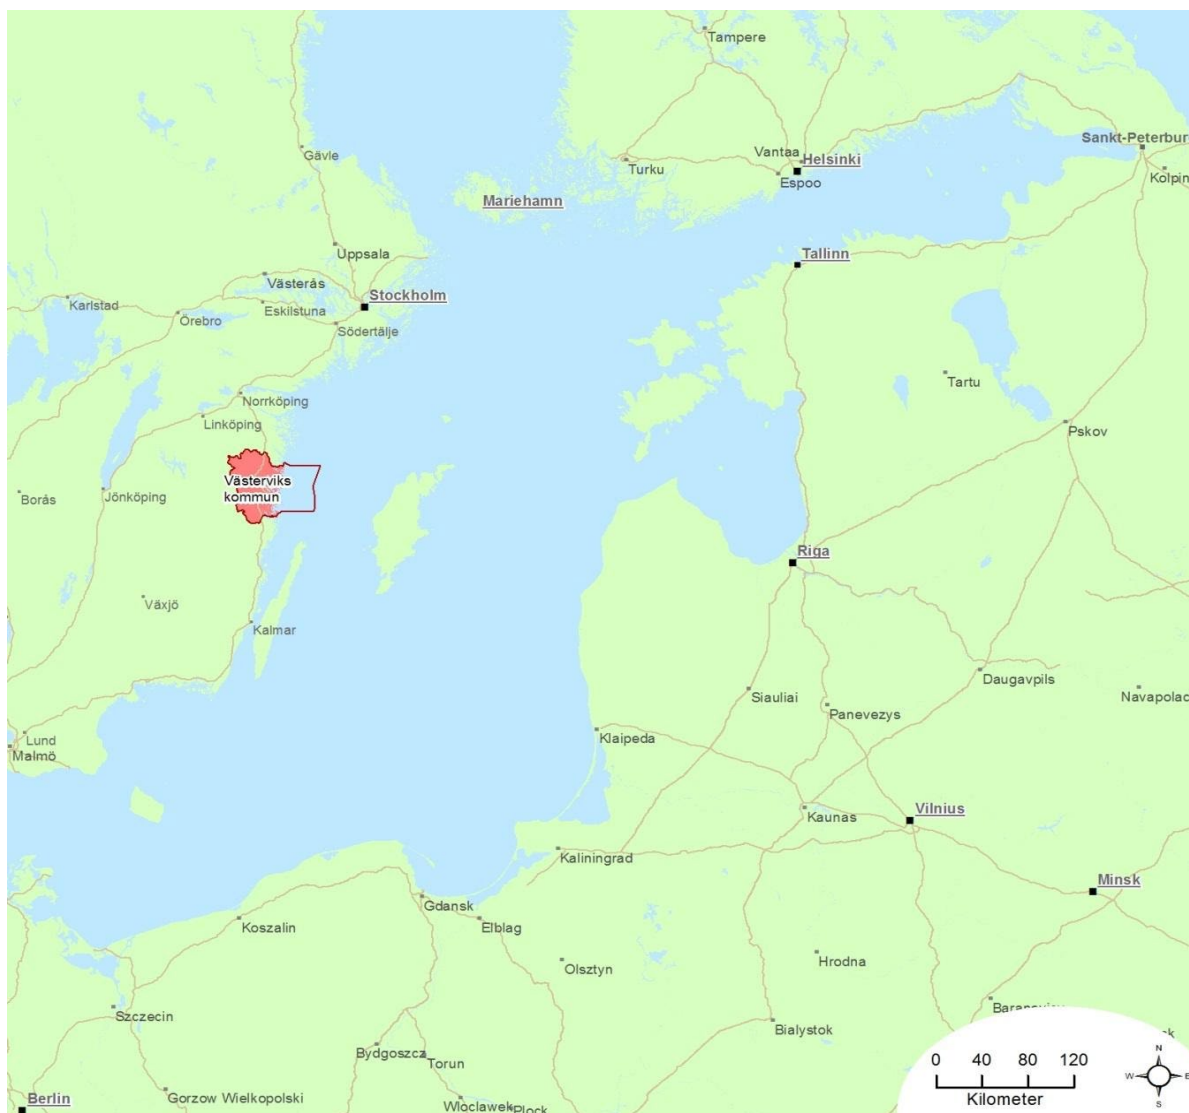 Tampere
Gävle
Vantaa
Helsinki
Sankt-Peterbur
Turku
Espoo
Kolpin
Mariehamn
Uppsala
Tallinn
Västerås
Stockholm
Karlstad
Eskilstuna
Örebro
Södertälje
Tartu
Norrköping
Linköping
Pskov
Västerviks
kommun
Borås
Jönköping
Riga
Växjö
Kalmar
Daugavpils
Siauliai
Navapolac
Panevezys
Lund
Klaipeda
Malmö
Vilnius
Kaunas
Kaliningrad
Minsk
Gdansk
Koszalin
Elblag
Hrodna
Olsztyn
Szczecin
Bialystok
Bydgoszcz
Torun
Berlin
Gorzow Wielkopolski
Wloclawek
Plock
0 40 80 120
Kilometer
N
W E
S